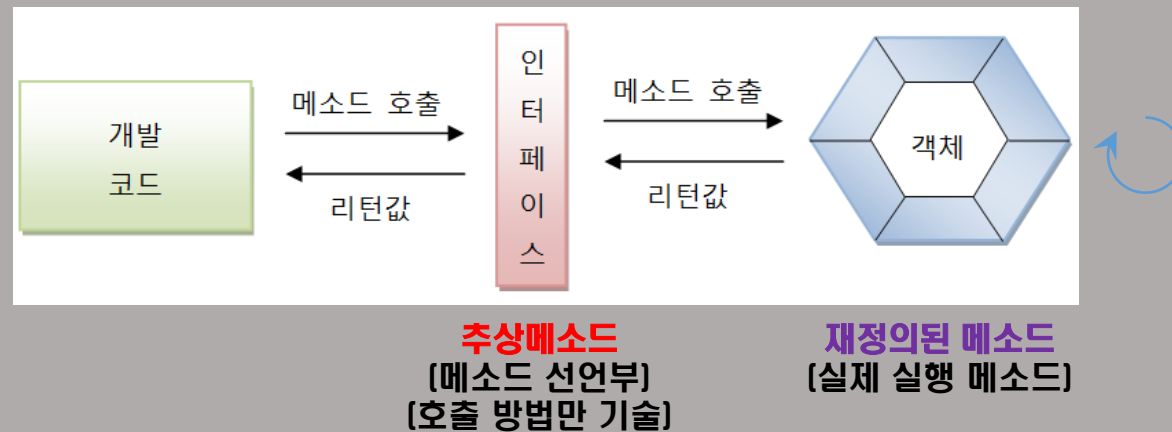 개발
코드
메소드 호출
리턴값
인
터
페
이
스
메소드 호출
리턴값
객체
추상메소드
(메소드 선언부)
(호출 방법만 기술)
재정의된 메소드
(실제 실행 메소드)